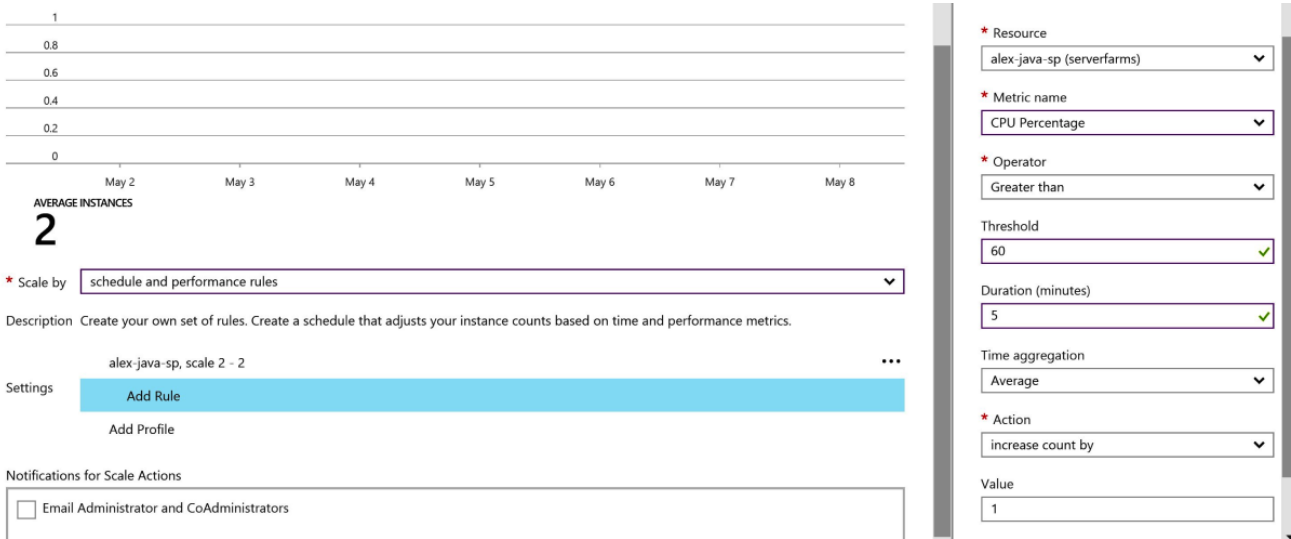 1
0.8
0.6
0.4
0.2
0
May 2 May 3 May 4 May 5 May 6 May 7 May 8
AVERAGE INSTANCES
2
* Scale by schedule and performance rules
Description Create your own set of rules. Create a schedule that adjusts your instance counts based on time and performance metrics.
alex-java-sp, scale 2 - 2
Settings
Add Rule
Add Profile
Notifications for Scale Actions
Email Administrator and CoAdministrators
* Resource
alex-java-sp (serverfarms)
* Metric name
CPU Percentage
* Operator
Greater than
Threshold
60
Duration (minutes)
5
Time aggregation
Average
* Action
increase count by
Value
1